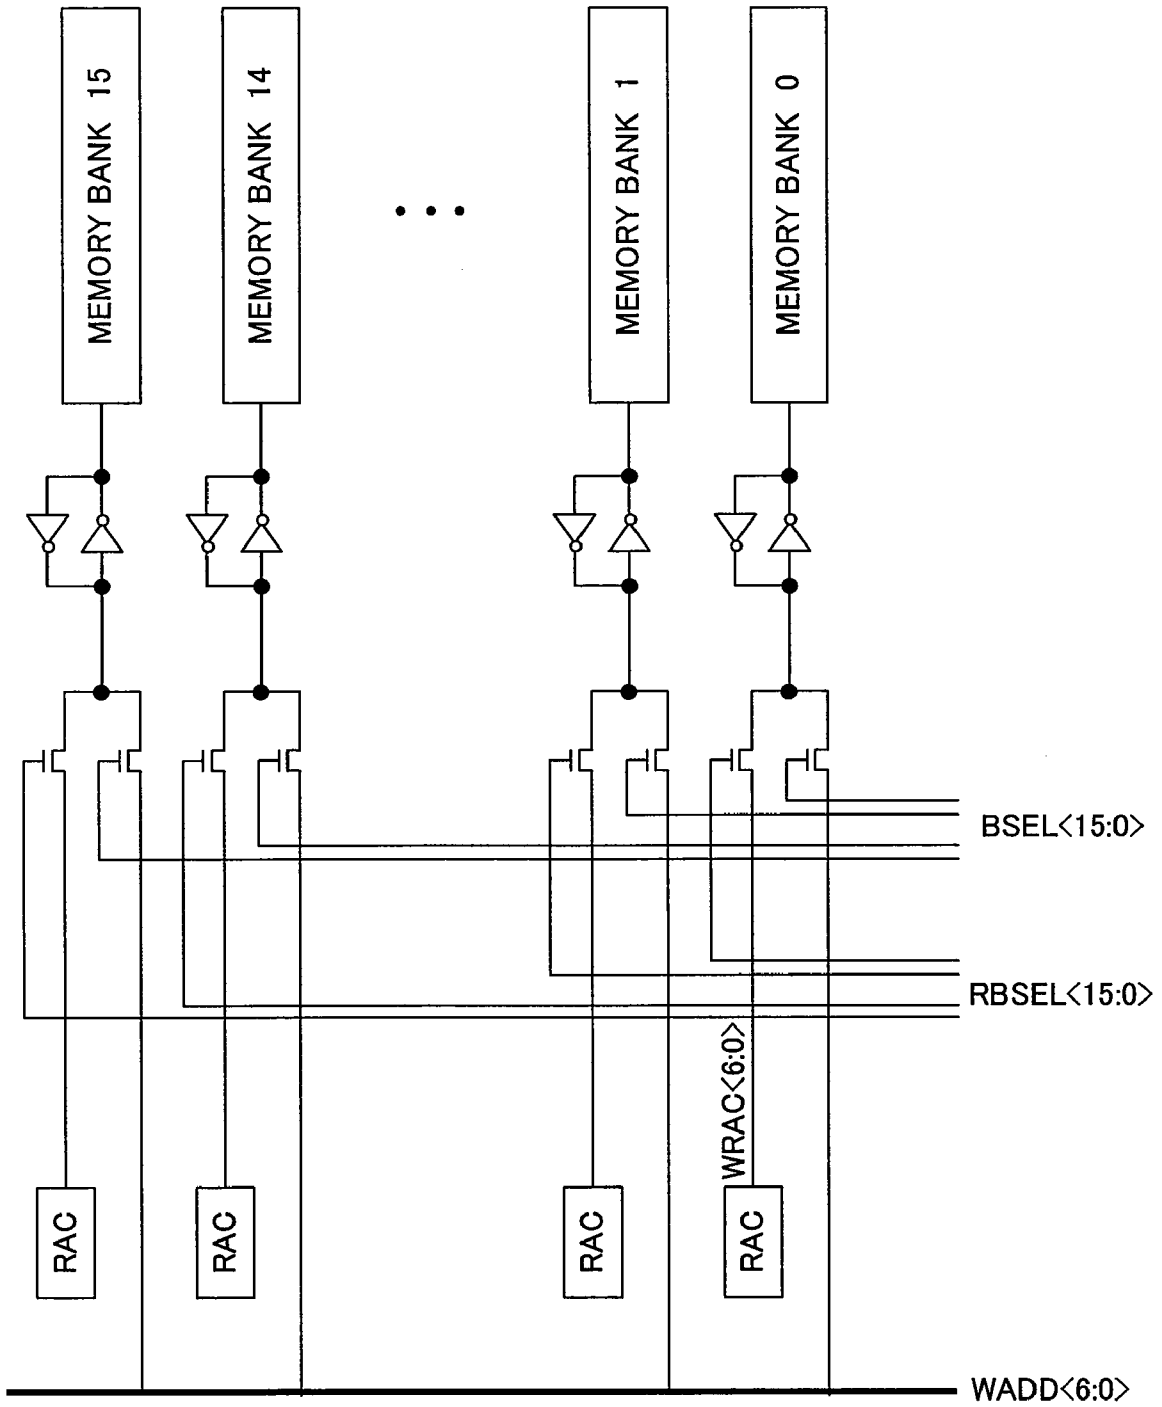 MEMORY BANK 15
MEMORY BANK 14
MEMORY BANK 1
MEMORY BANK 0
BSEL<15:0>
RBSEL<15:0>
WRAC<6:0>
RAC
RAC
RAC
RAC
WADD<6:0>